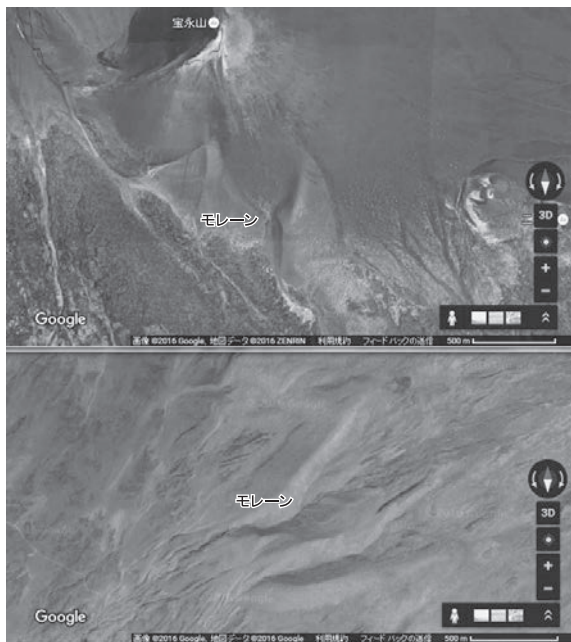 宝永山
モレーン
二
3D
Google
画像 ©2016 Google, 地図データ ©2016 ZENRIN 利用規約 フィードバックの送信 500 m
モレーン
3D
Google
画像 ©2016 Google, 地図データ ©2016 Google 利用規約 フィードバックの送信 500 m